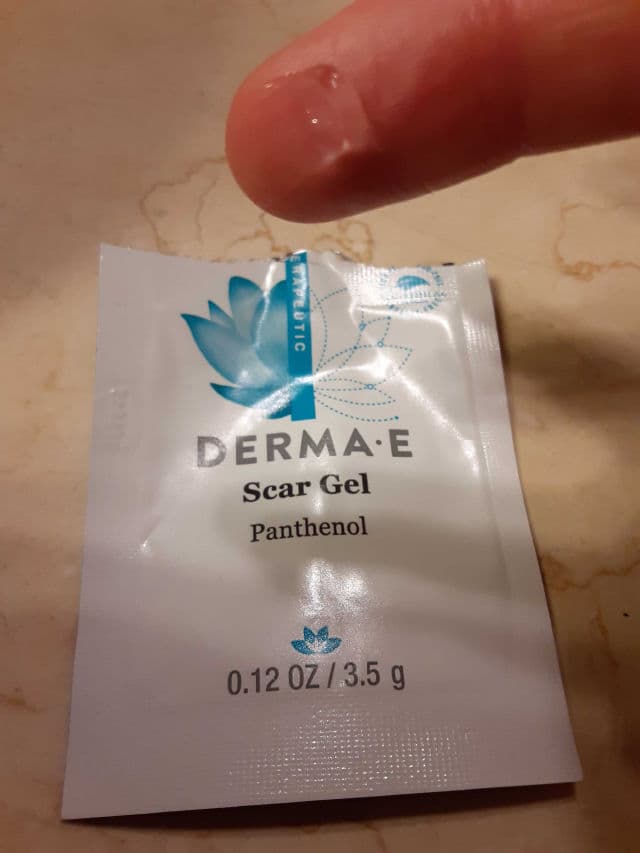 DERMA·E
Scar Gel
Panthenol
0.12 OZ / 3.5 g